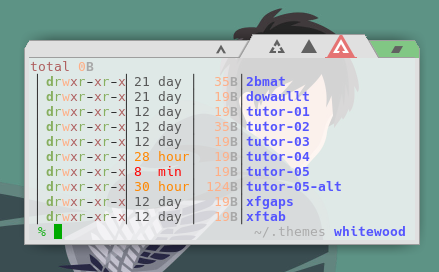 total 0B
| drwxr-xr-x│21 day │ 35B│2bmat
| drwxr-xr-x│21 day │ 19B│dowaullt
| drwxr-xr-x│12 day │ 19B│tutor-01
| drwxr-xr-x│12 day │ 35B│tutor-02
| drwxr-xr-x│12 day │ 19B│tutor-03
| drwxr-xr-x│28 hour│ 19B│tutor-04
| drwxr-xr-x│8  min │ 19B│tutor-05
| drwxr-xr-x│30 hour│124B│tutor-05-alt
| drwxr-xr-x│12 day │ 19B│xfgaps
| drwxr-xr-x│12 day │ 19B│xftab
% ~/.themes whitewood